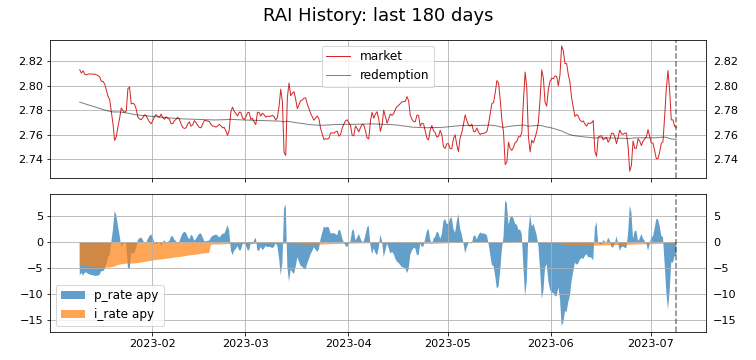 RAI History: last 180 days
market
redemption
2.82 2.82
2.80 2.80
2.78 2.78
2.76 2.76
2.74 2.74
5 5
0 0
−5 −5
−10 −10
−15 −15
p_rate apy
i_rate apy
2023-02 2023-03 2023-04 2023-05 2023-06 2023-07